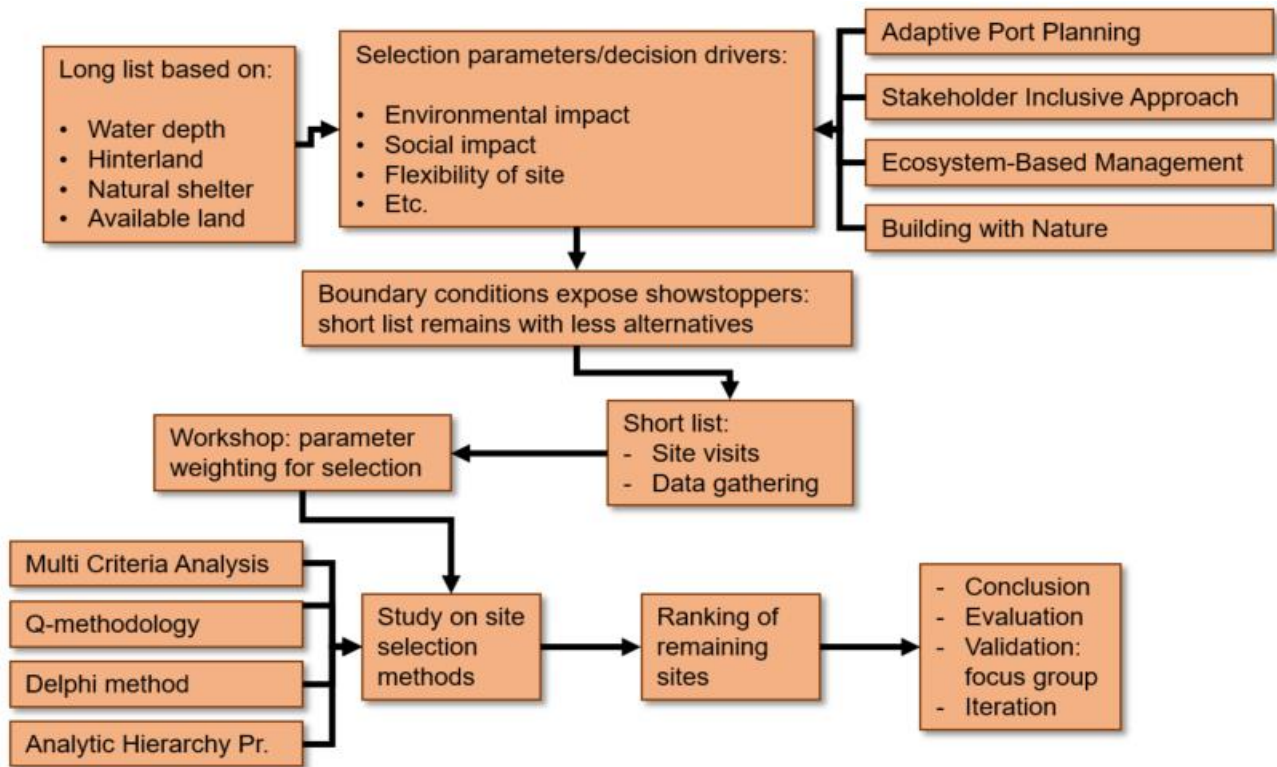 Long list based on:
• Water depth
• Hinterland
• Natural shelter
• Available land
Selection parameters/decision drivers:
• Environmental impact
• Social impact
• Flexibility of site
• Etc.
Adaptive Port Planning
Stakeholder Inclusive Approach
Ecosystem-Based Management
Building with Nature
Boundary conditions expose showstoppers:
short list remains with less alternatives
Short list:
- Site visits
- Data gathering
Workshop: parameter
weighting for selection
Multi Criteria Analysis
Q-methodology
Delphi method
Analytic Hierarchy Pr.
Study on site
selection
methods
Ranking of
remaining
sites
- Conclusion
- Evaluation
- Validation:
focus group
- Iteration